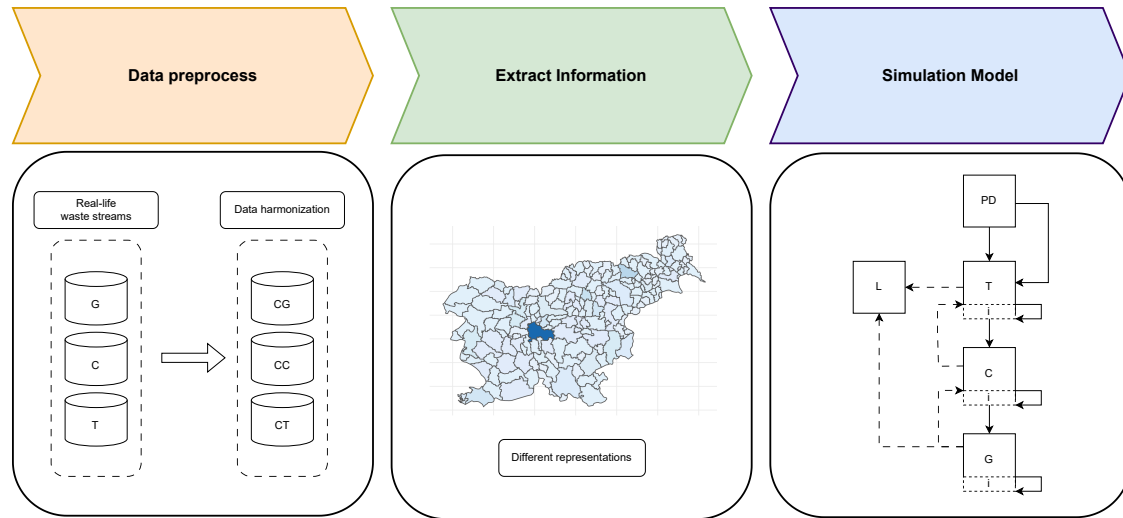 Data preprocess
Extract Information
Simulation Model
Real-life
waste streams
Data harmonization
G
C
T
CG
CC
CT
Different representations
PD
L
T
i
C
i
G
i